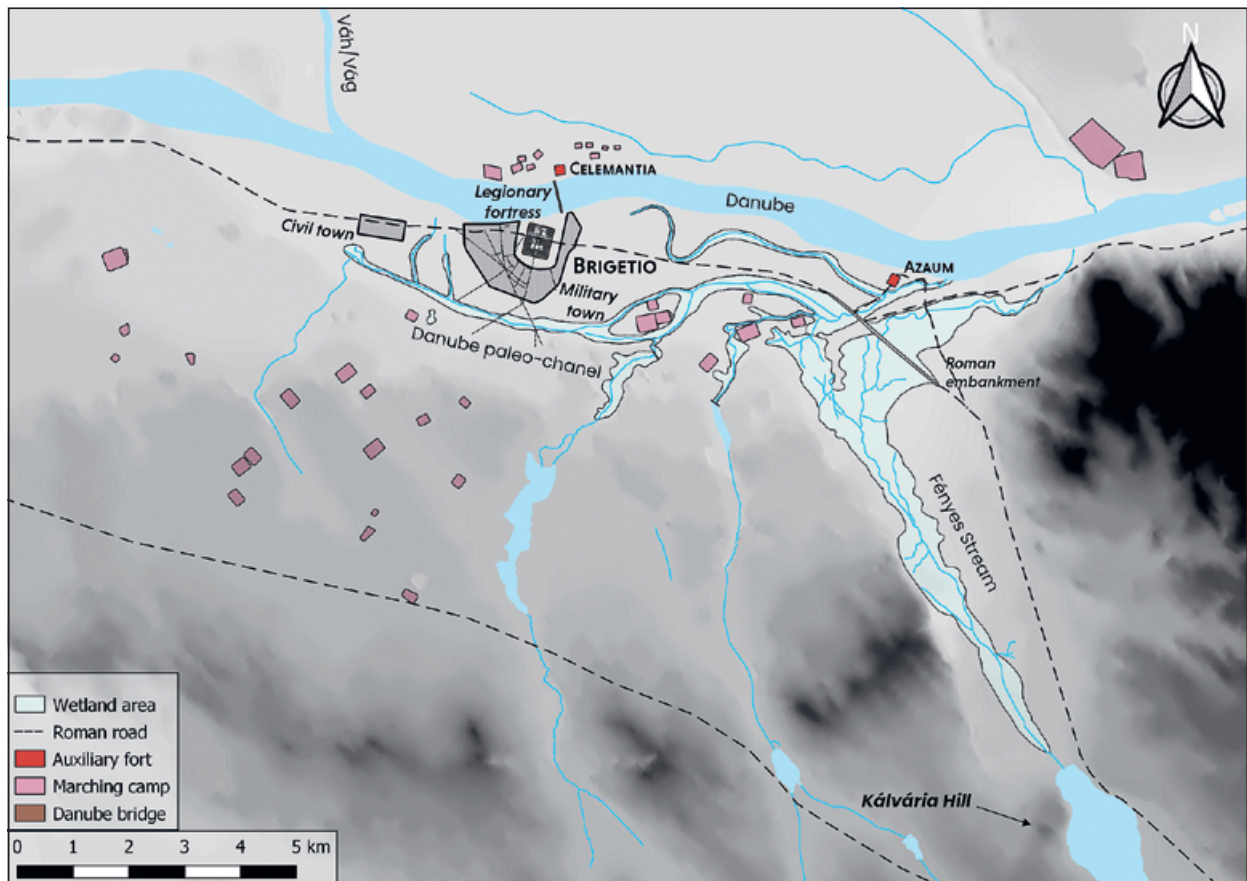 N
Váh/Vág
CELEMANTIA
Legionary
fortress
Danube
Civil town
BRIGETIO
AZAUM
Military
town
Danube paleo-chanel
Roman
embankment
Fényes Stream
Wetland area
Roman road
Auxiliary fort
Marching camp
Danube bridge
Kálvária Hill
0 1 2 3 4 5 km